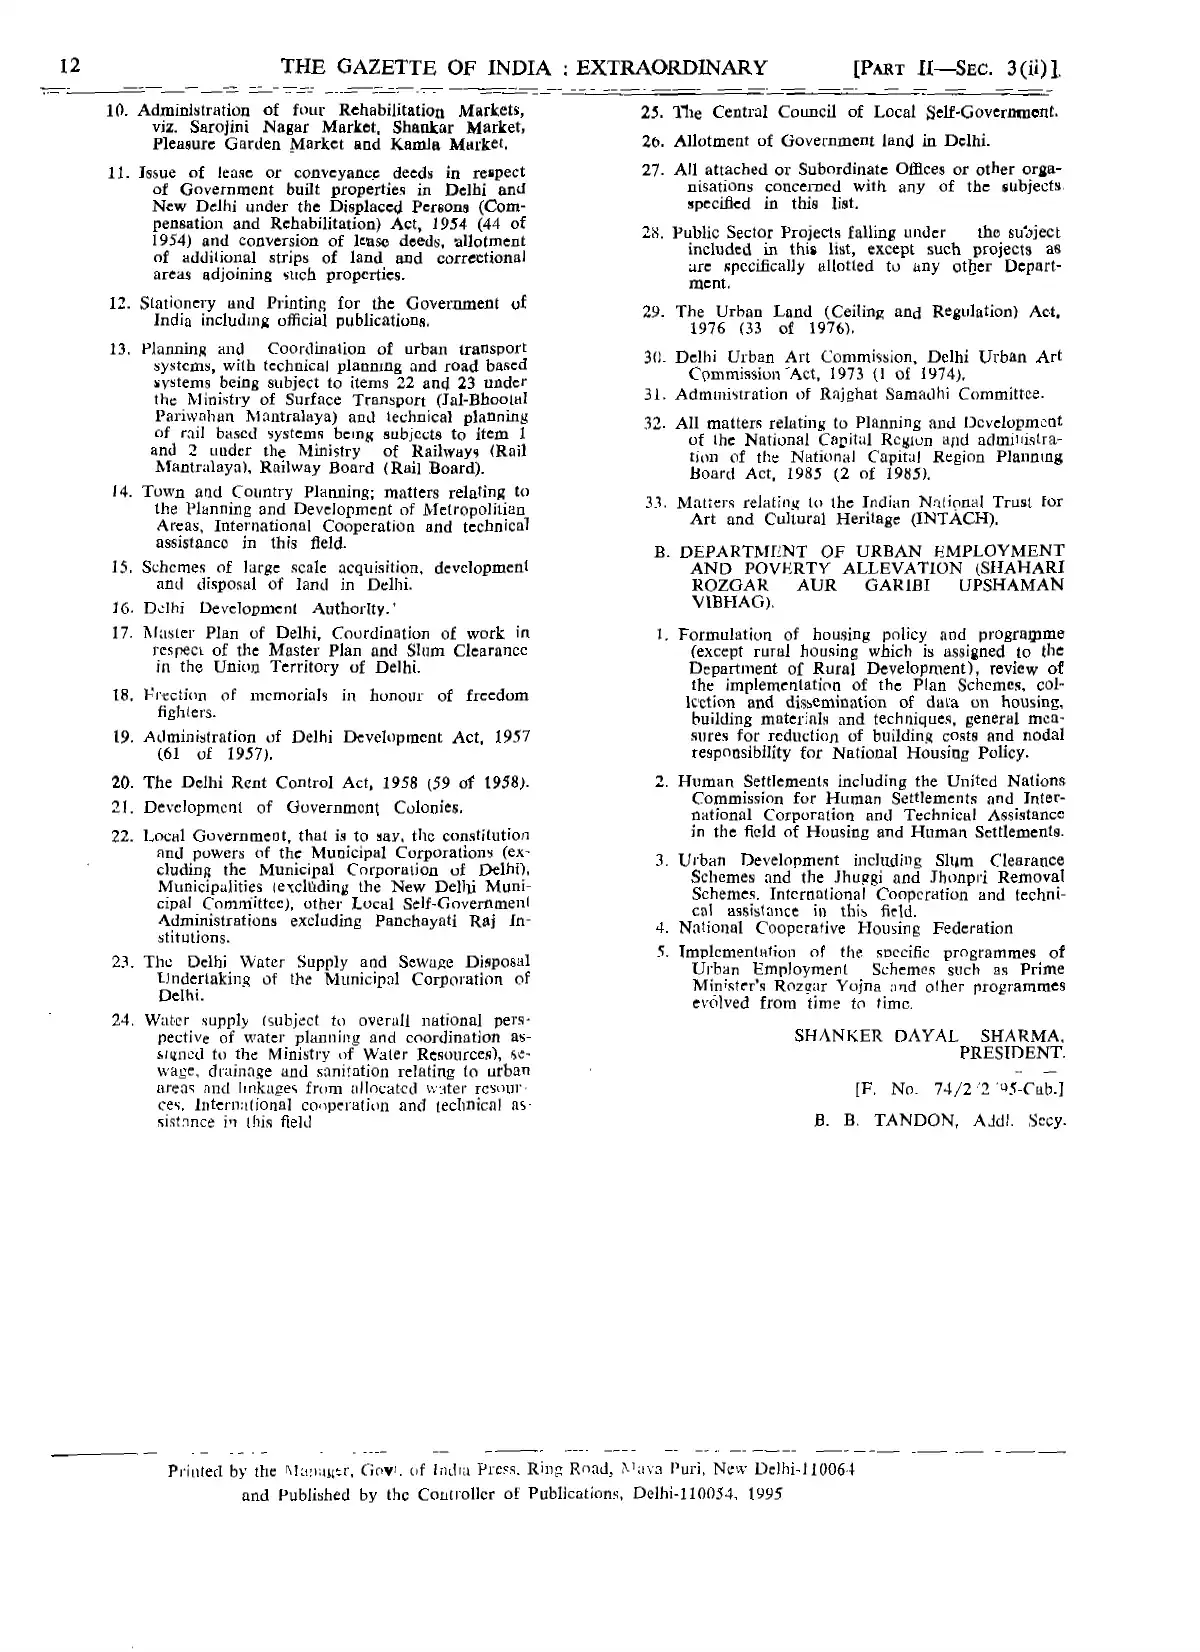 12 THE GAZETTE OF INDIA : EXTRAORDINARY [PART II—SEC. 3(ii)]
10. Administration of four Rehabilitation Markets,
viz. Sarojini Nagar Market, Shankar Market,
Pleasure Garden Market and Kamla Market.
11. Issue of lease or conveyance deeds in respect
of Government built properties in Delhi and
New Delhi under the Displaced Persons (Com-
pensation and Rehabilitation) Act, 1954 (44 of
1954) and conversion of lease deeds, allotment
of additional strips of land and correctional
areas adjoining such properties.
12. Stationery and Printing for the Government of
India including official publications.
13. Planning and Coordination of urban transport
systems, with technical planning and road based
systems being subject to items 22 and 23 under
the Ministry of Surface Transport (Jal-Bhootal
Pariwahan Mantralaya) and technical planning
of rail based systems being subjects to item 1
and 2 under the Ministry of Railways (Rail
Mantralaya), Railway Board (Rail Board).
14. Town and Country Planning; matters relating to
the Planning and Development of Metropolitian
Areas, International Cooperation and technical
assistance in this field.
15. Schemes of large scale acquisition, development
and disposal of land in Delhi.
16. Delhi Development Authority.'
17. Master Plan of Delhi, Coordination of work in
respect of the Master Plan and Slum Clearance
in the Union Territory of Delhi.
18. Erection of memorials in honour of freedom
fighters.
19. Administration of Delhi Development Act, 1957
(61 of 1957).
20. The Delhi Rent Control Act, 1958 (59 of 1958).
21. Development of Government Colonies.
22. Local Government, that is to say, the constitution
and powers of the Municipal Corporations (ex-
cluding the Municipal Corporation of Delhi),
Municipalities (excluding the New Delhi Muni-
cipal Committee), other Local Self-Government
Administrations excluding Panchayati Raj In-
stitutions.
23. The Delhi Water Supply and Sewage Disposal
Undertaking of the Municipal Corporation of
Delhi.
24. Water supply (subject to overall national pers-
pective of water planning and coordination as-
signed to the Ministry of Water Resources), se-
wage, drainage and sanitation relating to urban
areas and linkages from allocated water resour-
ces. International cooperation and technical as-
sistance in this field
25. The Central Council of Local Self-Government.
26. Allotment of Government land in Delhi.
27. All attached or Subordinate Offices or other orga-
nisations concerned with any of the subjects
specified in this list.
28. Public Sector Projects falling under the subject
included in this list, except such projects as
are specifically allotted to any other Depart-
ment.
29. The Urban Land (Ceiling and Regulation) Act,
1976 (33 of 1976).
30. Delhi Urban Art Commission, Delhi Urban Art
Commission Act, 1973 (1 of 1974).
31. Administration of Rajghat Samadhi Committee.
32. All matters relating to Planning and Development
of the National Capital Region and administra-
tion of the National Capital Region Planning
Board Act, 1985 (2 of 1985).
33. Matters relating to the Indian National Trust for
Art and Cultural Heritage (INTACH).
B. DEPARTMENT OF URBAN EMPLOYMENT
AND POVERTY ALLEVATION (SHAHARI
ROZGAR AUR GARIBI UPSHAMAN
VIBHAG).
1. Formulation of housing policy and programme
(except rural housing which is assigned to the
Department of Rural Development), review of
the implementation of the Plan Schemes, col-
lection and dissemination of data on housing,
building materials and techniques, general mea-
sures for reduction of building costs and nodal
responsibility for National Housing Policy.
2. Human Settlements including the United Nations
Commission for Human Settlements and Inter-
national Corporation and Technical Assistance
in the field of Housing and Human Settlements.
3. Urban Development including Slum Clearance
Schemes and the Jhuggi and Jhonpri Removal
Schemes. International Cooperation and techni-
cal assistance in this field.
4. National Cooperative Housing Federation
5. Implementation of the specific programmes of
Urban Employment Schemes such as Prime
Minister's Rozgar Yojna and other programmes
evolved from time to time.
SHANKER DAYAL SHARMA,
PRESIDENT.
[F. No. 74/2/2/95-Cab.]
B. B. TANDON, Addl. Secy.
Printed by the Manager, Govt. of India Press, Ring Road, Maya Puri, New Delhi-110064
and Published by the Controller of Publications, Delhi-110054, 1995